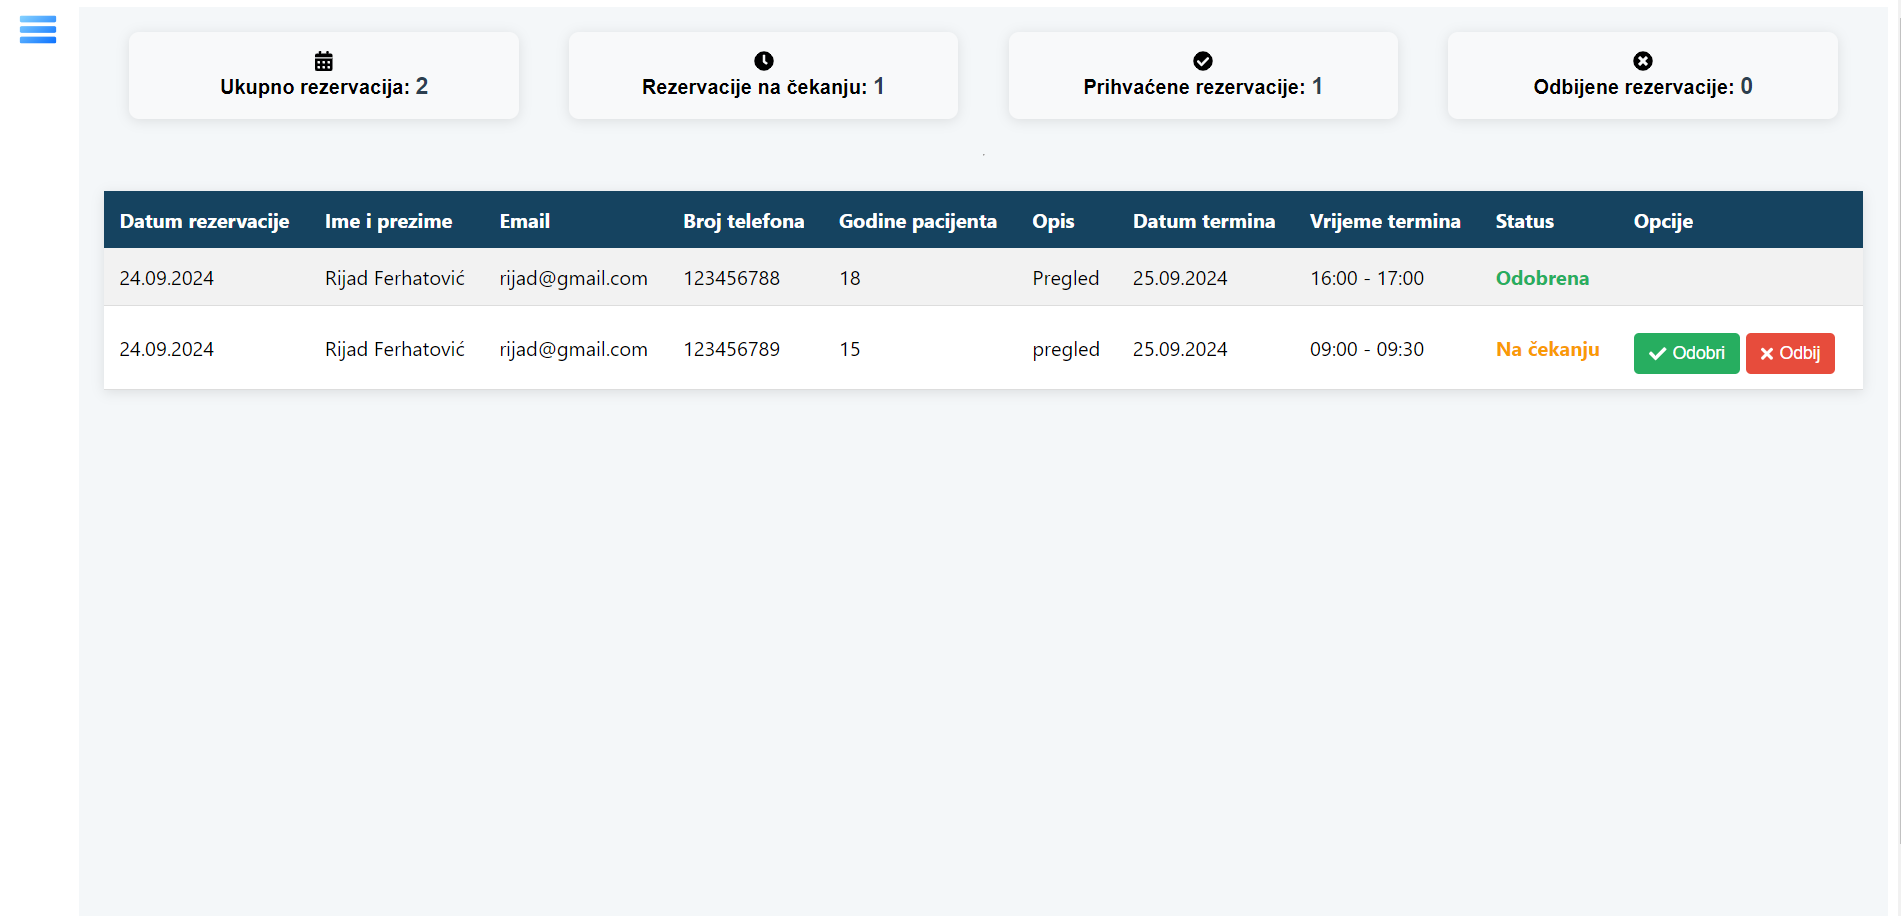 Ukupno rezervacija: 2
Rezervacije na čekanju: 1
Prihvaćene rezervacije: 1
Odbijene rezervacije: 0
Datum rezervacije Ime i prezime Email Broj telefona Godine pacijenta Opis Datum termina Vrijeme termina Status Opcije
24.09.2024 Rijad Ferhatović rijad@gmail.com 123456788 18 Pregled 25.09.2024 16:00 - 17:00 Odobrena
24.09.2024 Rijad Ferhatović rijad@gmail.com 123456789 15 pregled 25.09.2024 09:00 - 09:30 Na čekanju Odobri Odbij